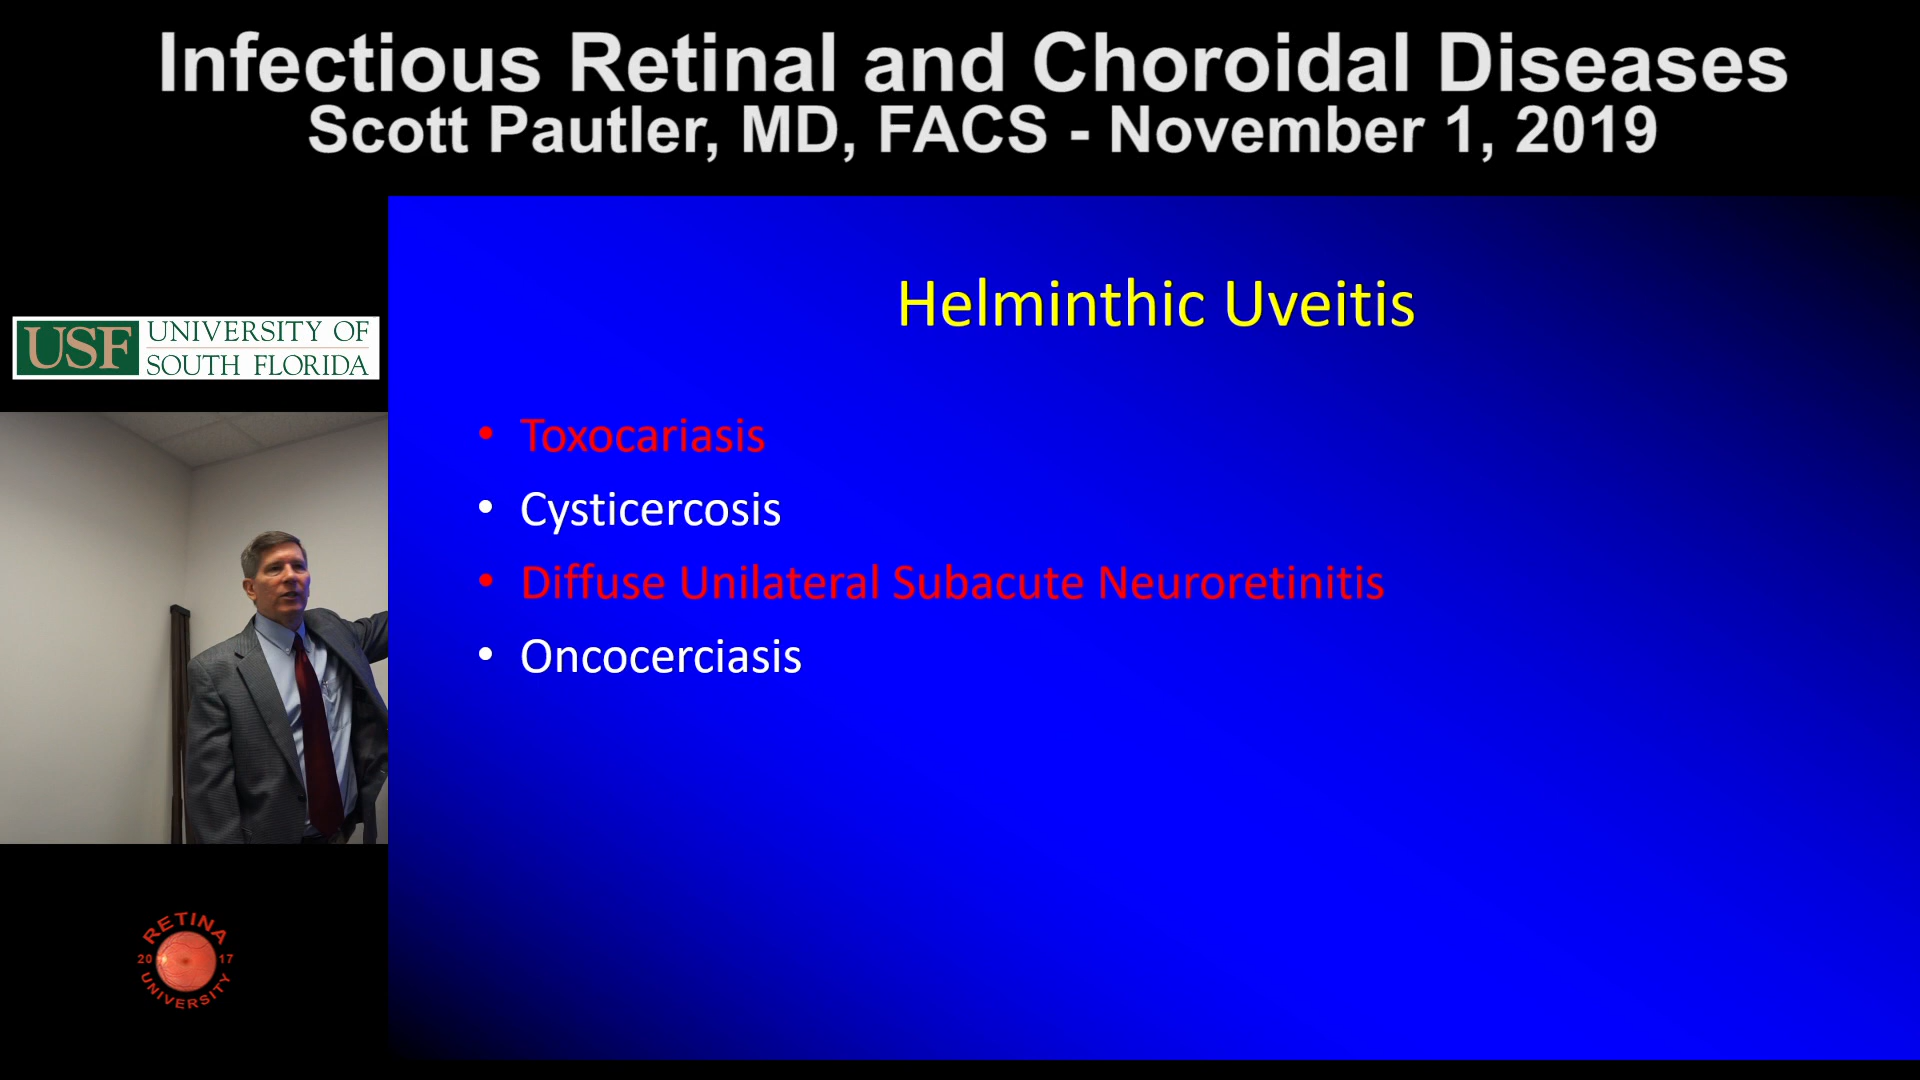 Infectious Retinal and Choroidal Diseases
Scott Pautler, MD, FACS - November 1, 2019
USF UNIVERSITY OF
SOUTH FLORIDA
Helminthic Uveitis
• Toxocariasis
• Cysticercosis
• Diffuse Unilateral Subacute Neuroretinitis
• Oncocerciasis
RETINA
20 17
UNIVERSITY